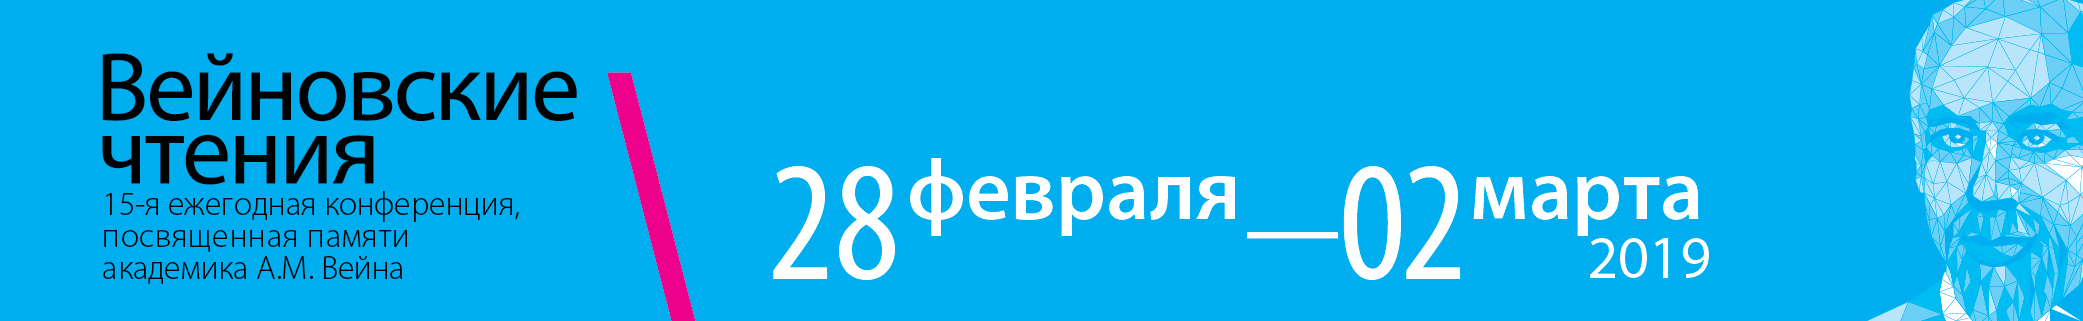 Вейновские
чтения
15-я ежегодная конференция,
посвященная памяти
академика А.М. Вейна
28 февраля—02 марта
2019